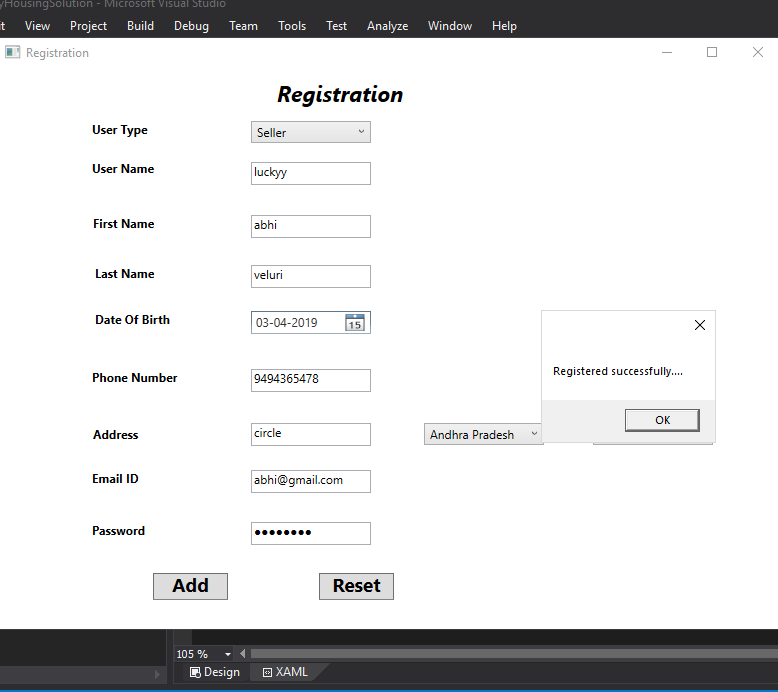 yHousingSolution - Microsoft Visual Studio
it View Project Build Debug Team Tools Test Analyze Window Help
Registration
Registration
User Type Seller
User Name luckyy
First Name abhi
Last Name veluri
Date Of Birth 03-04-2019 15
Phone Number 9494365478
Registered successfully....
OK
Address circle Andhra Pradesh
Email ID abhi@gmail.com
Password ●●●●●●●●
Add Reset
105 %
Design XAML